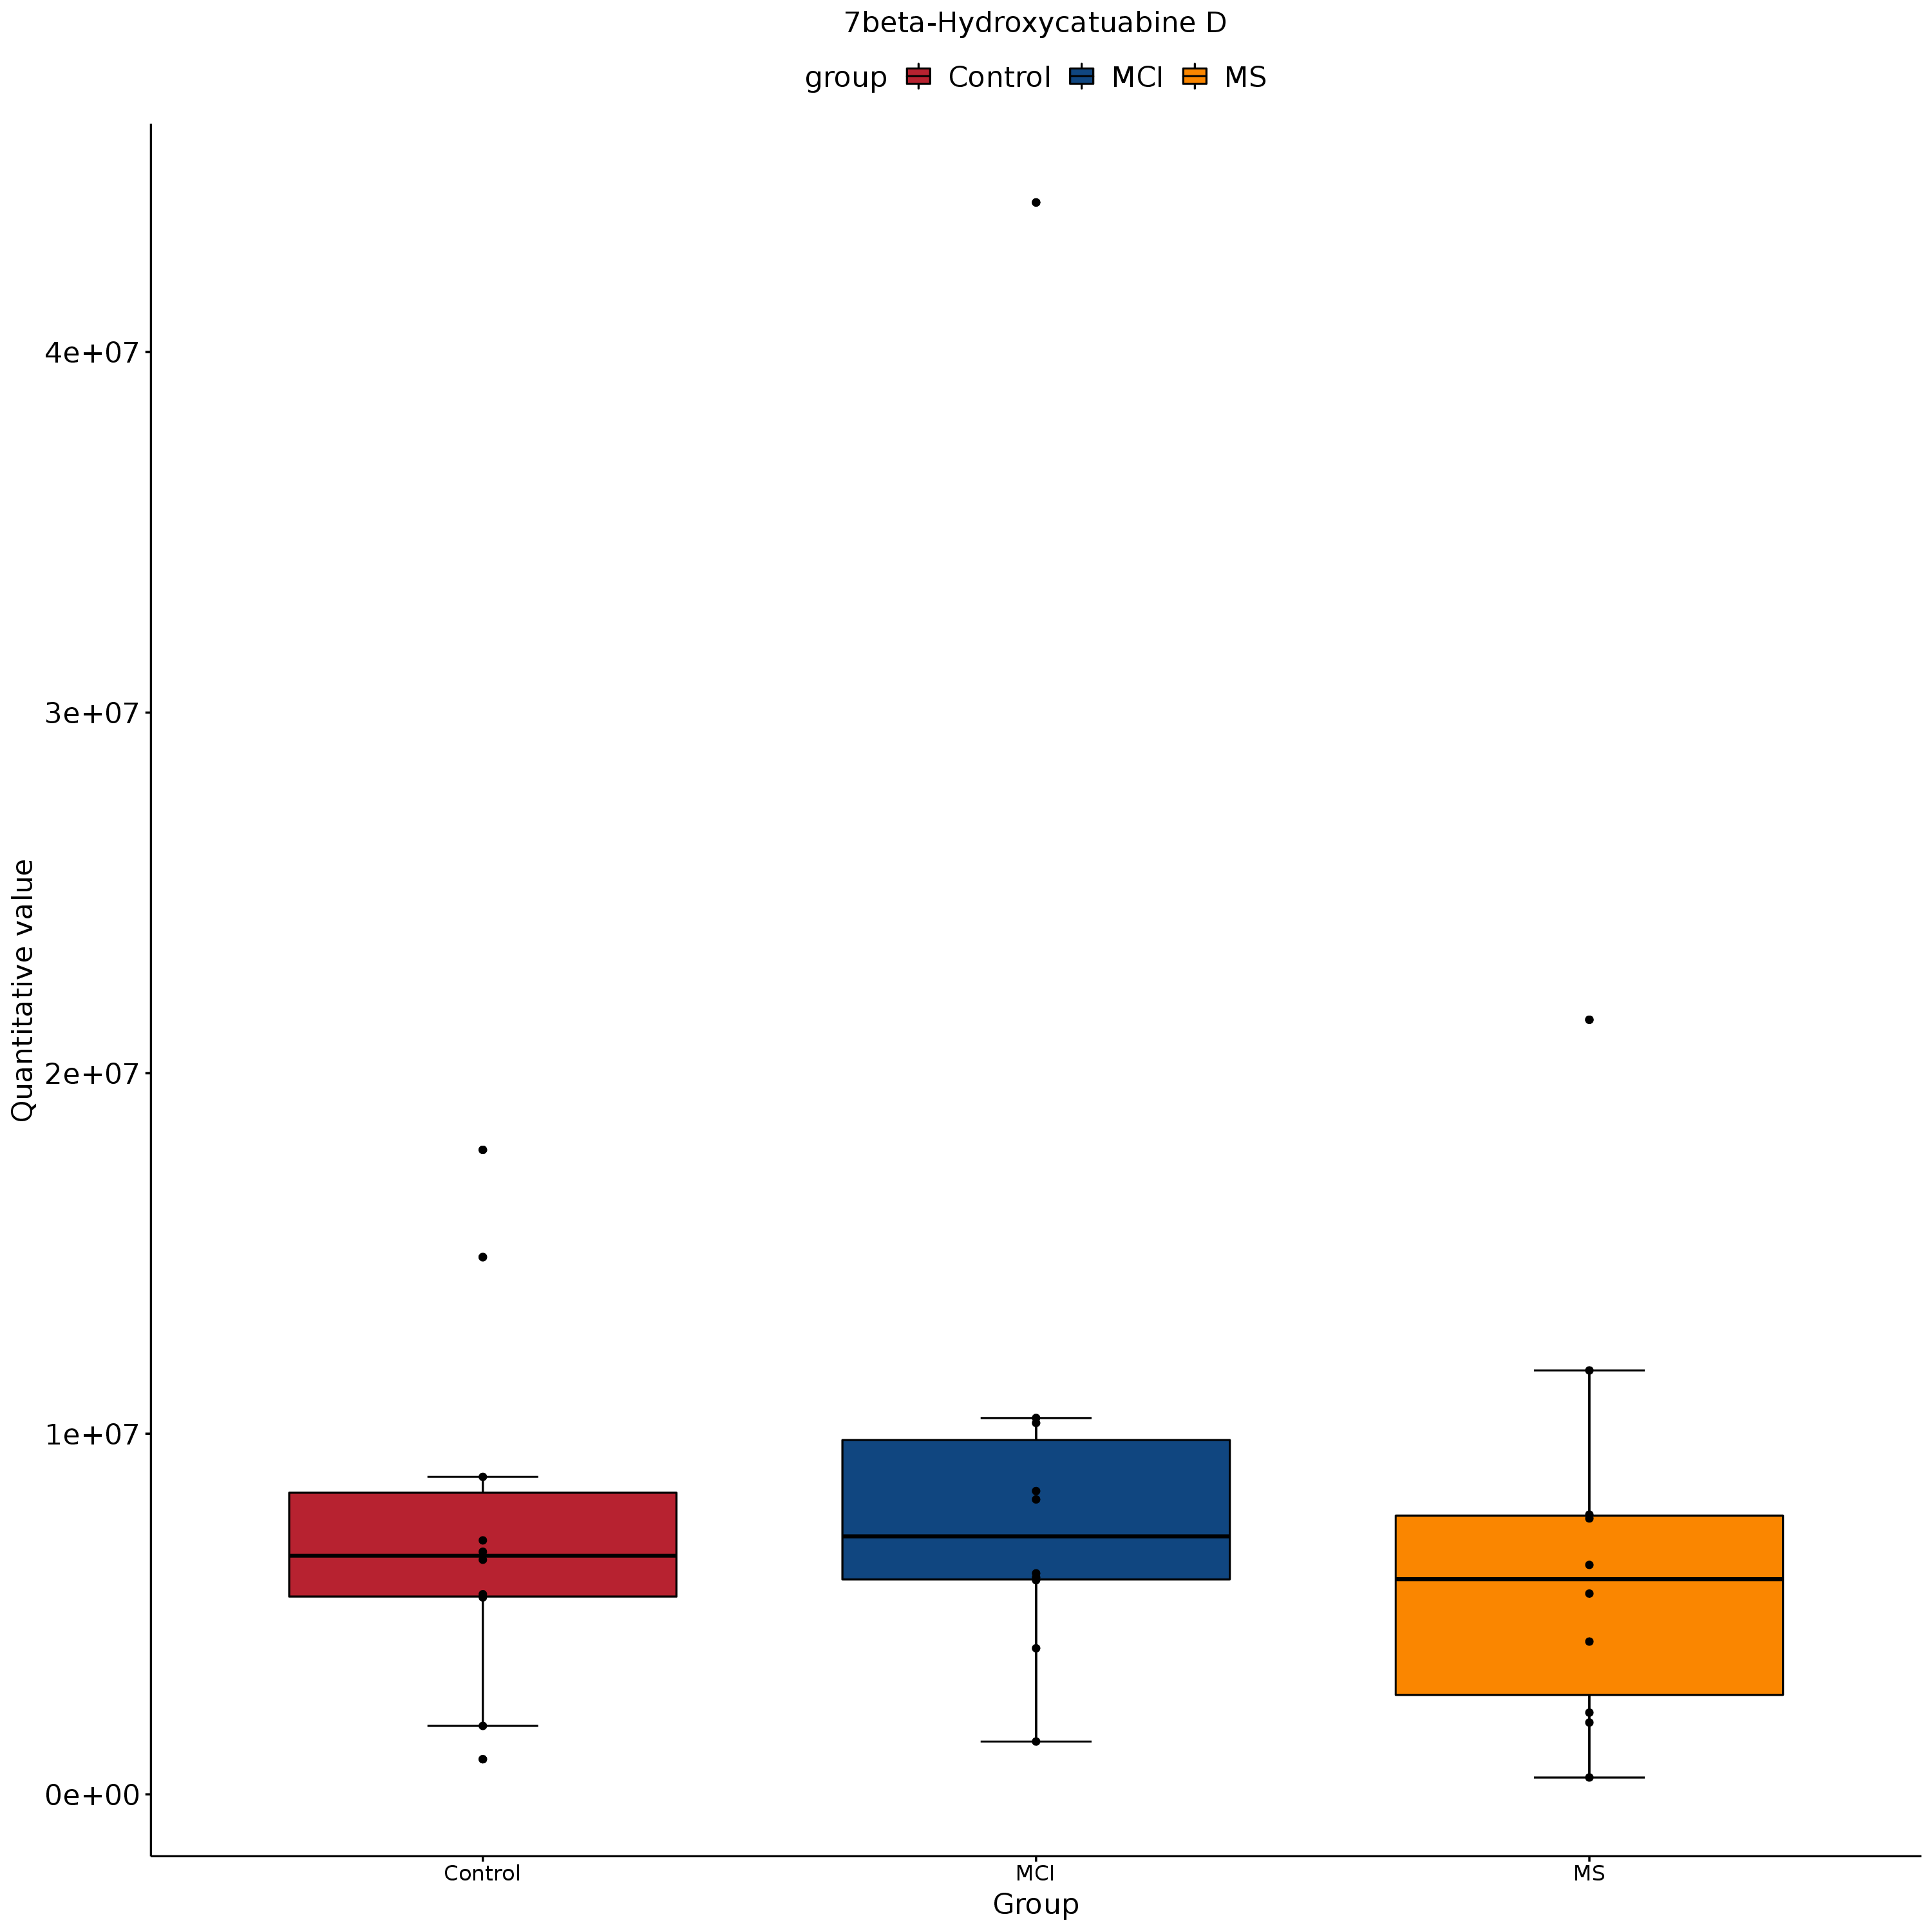 7beta-Hydroxycatuabine D
group Control MCI MS
Quantitative value
4e+07
3e+07
2e+07
1e+07
0e+00
Control MCI MS
Group